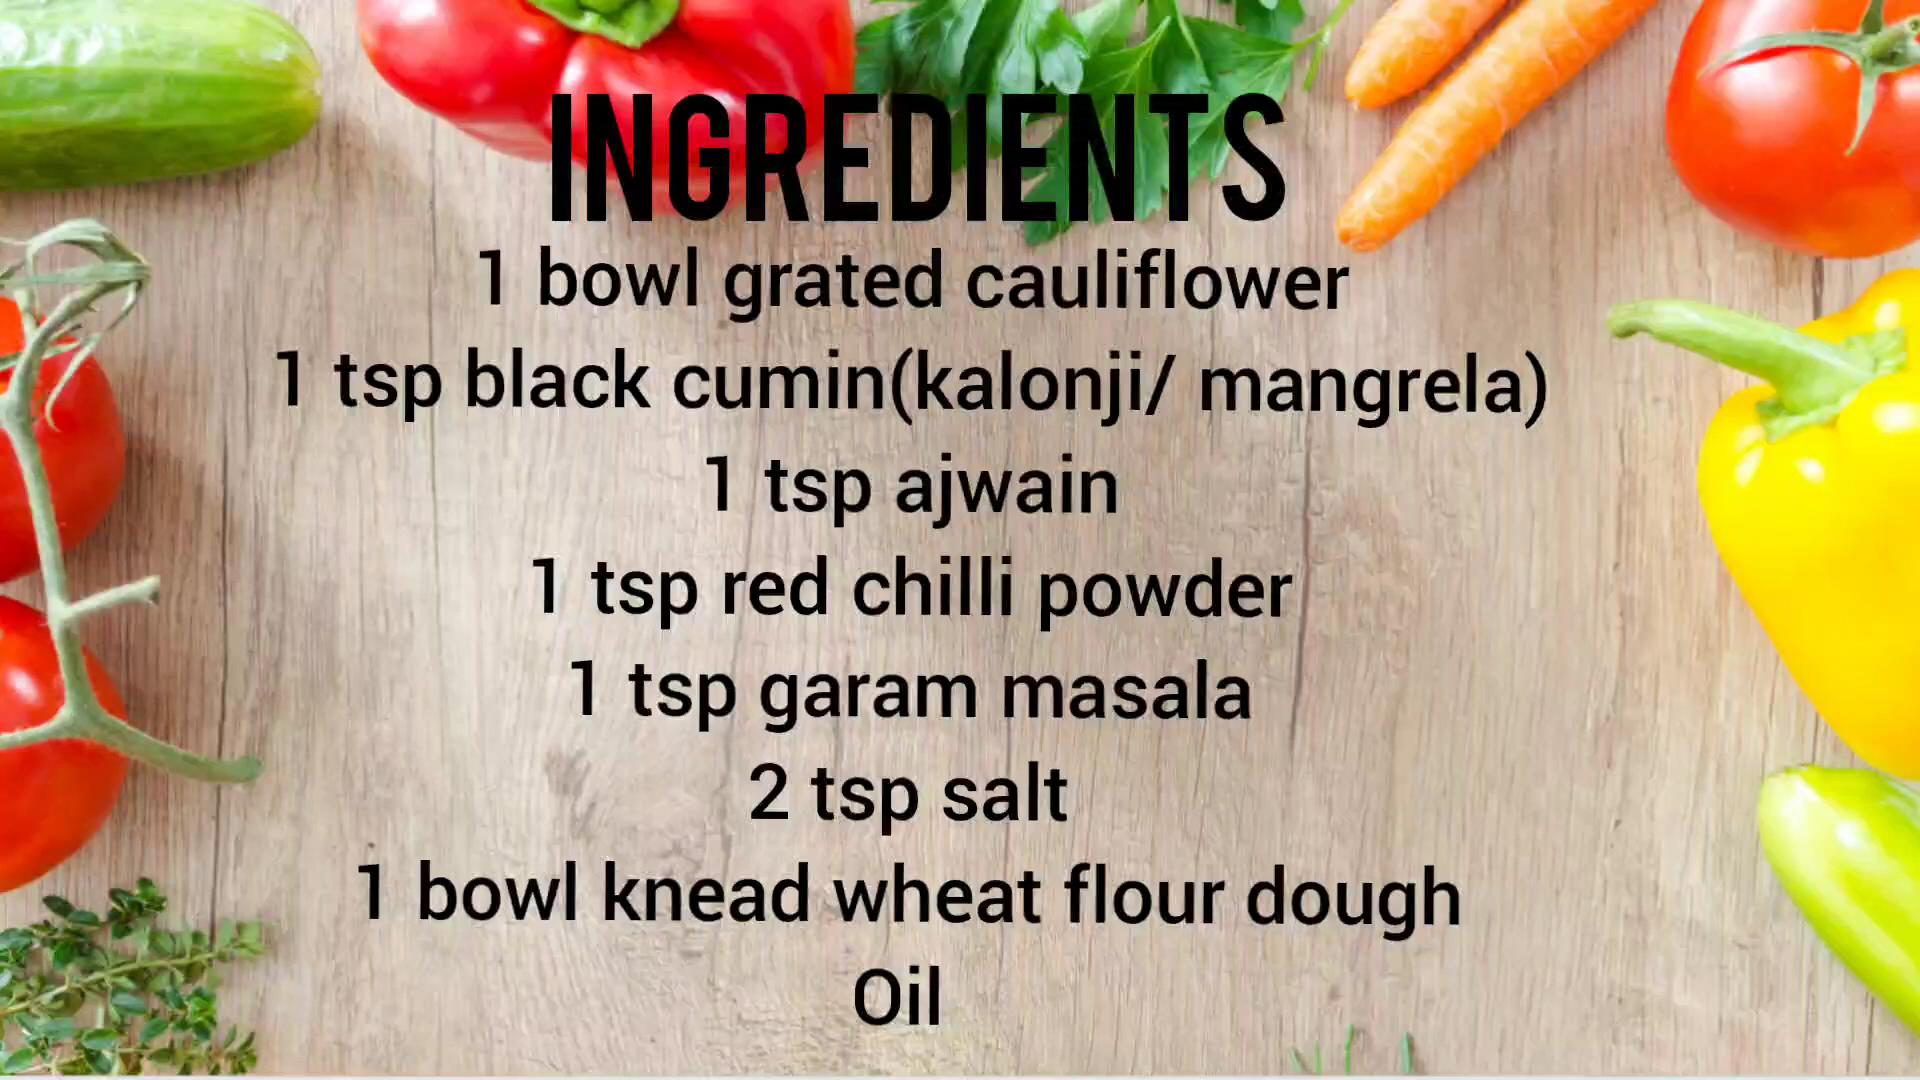 INGREDIENTS
1 bowl grated cauliflower
1 tsp black cumin(kalonji/ mangrela)
1 tsp ajwain
1 tsp red chilli powder
1 tsp garam masala
2 tsp salt
1 bowl knead wheat flour dough
Oil